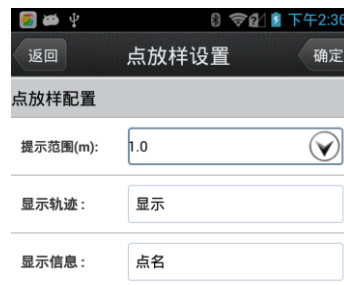 下午2:36
返回 点放样设置 确定
点放样配置
提示范围(m): 1.0
显示轨迹： 显示
显示信息： 点名